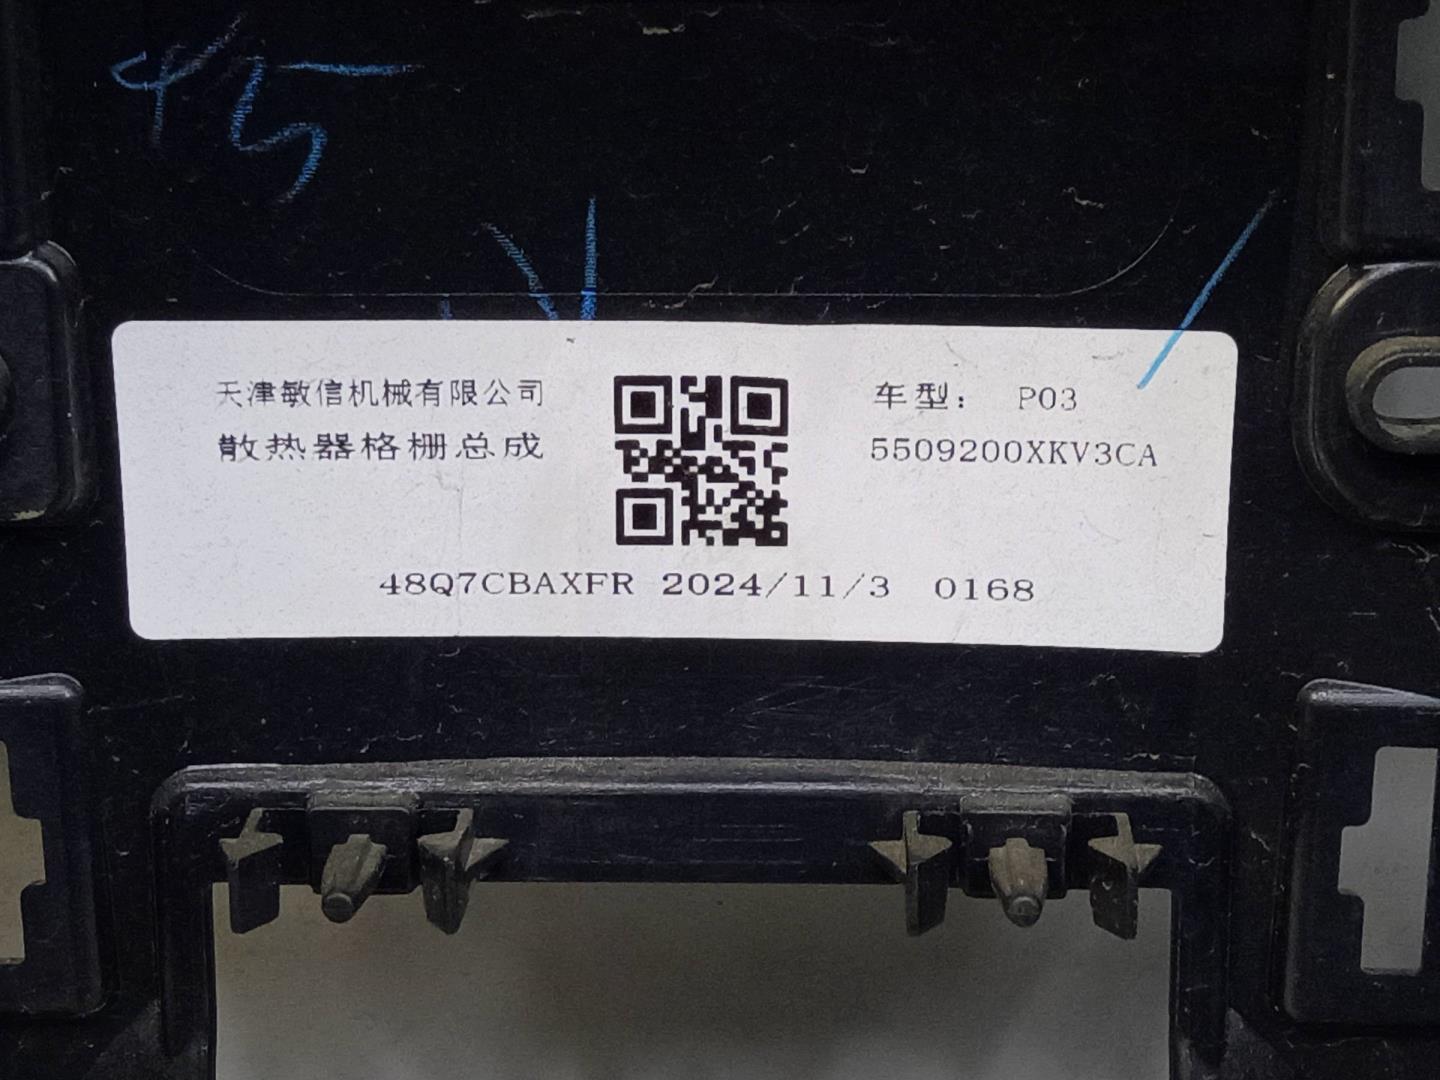 45
天津敏信机械有限公司
散热器格栅总成
车型： P03
5509200XKV3CA
48Q7CBAXFR 2024/11/3 0168